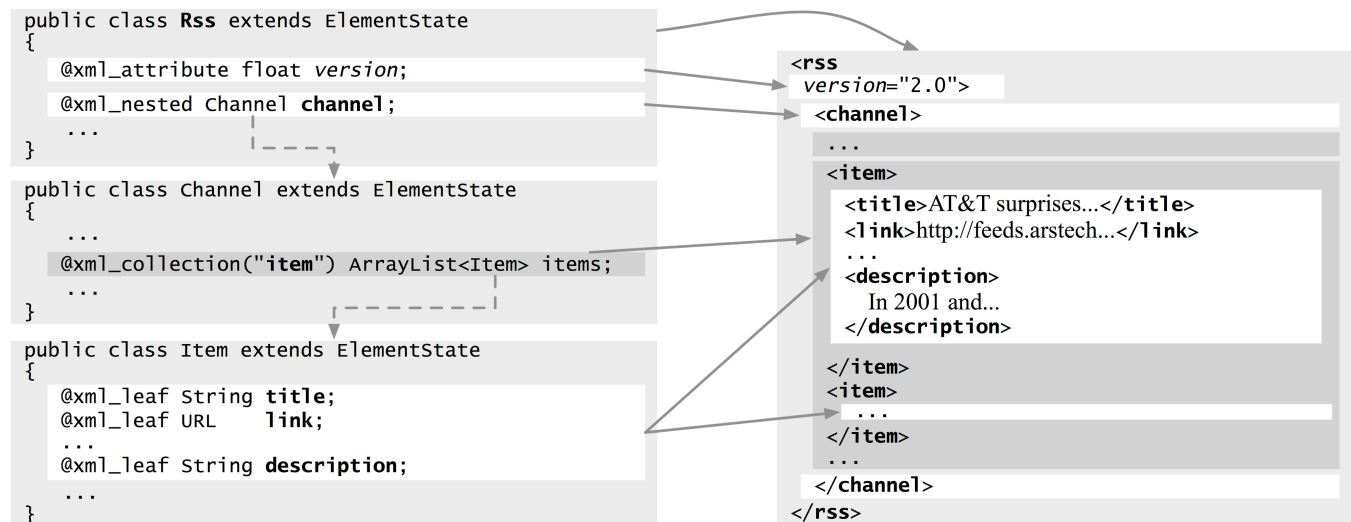 public class Rss extends ElementState
{
@xml_attribute float version;
@xml_nested Channel channel;
...
}
public class Channel extends ElementState
{
...
@xml_collection("item") ArrayList<Item> items;
...
}
public class Item extends ElementState
{
@xml_leaf String title;
@xml_leaf URL link;
...
@xml_leaf String description;
...
}
<rss
version="2.0">
<channel>
...
<item>
<title>AT&T surprises...</title>
<link>http://feeds.arstech...</link>
...
<description>
In 2001 and...
</description>
</item>
<item>
...
</item>
...
</channel>
</rss>